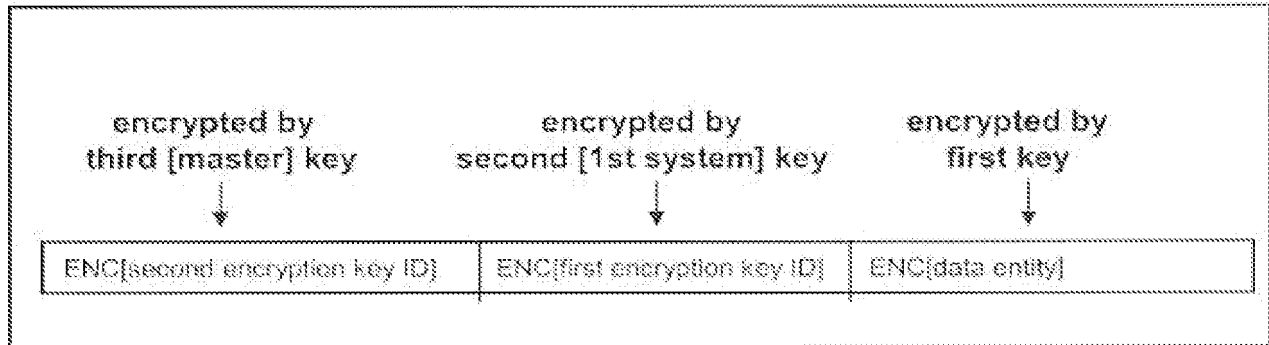 encrypted by
third [master] key
encrypted by
second [1st system] key
encrypted by
first key
ENC[second encryption key ID]
ENC[first encryption key ID]
ENC[data entity]